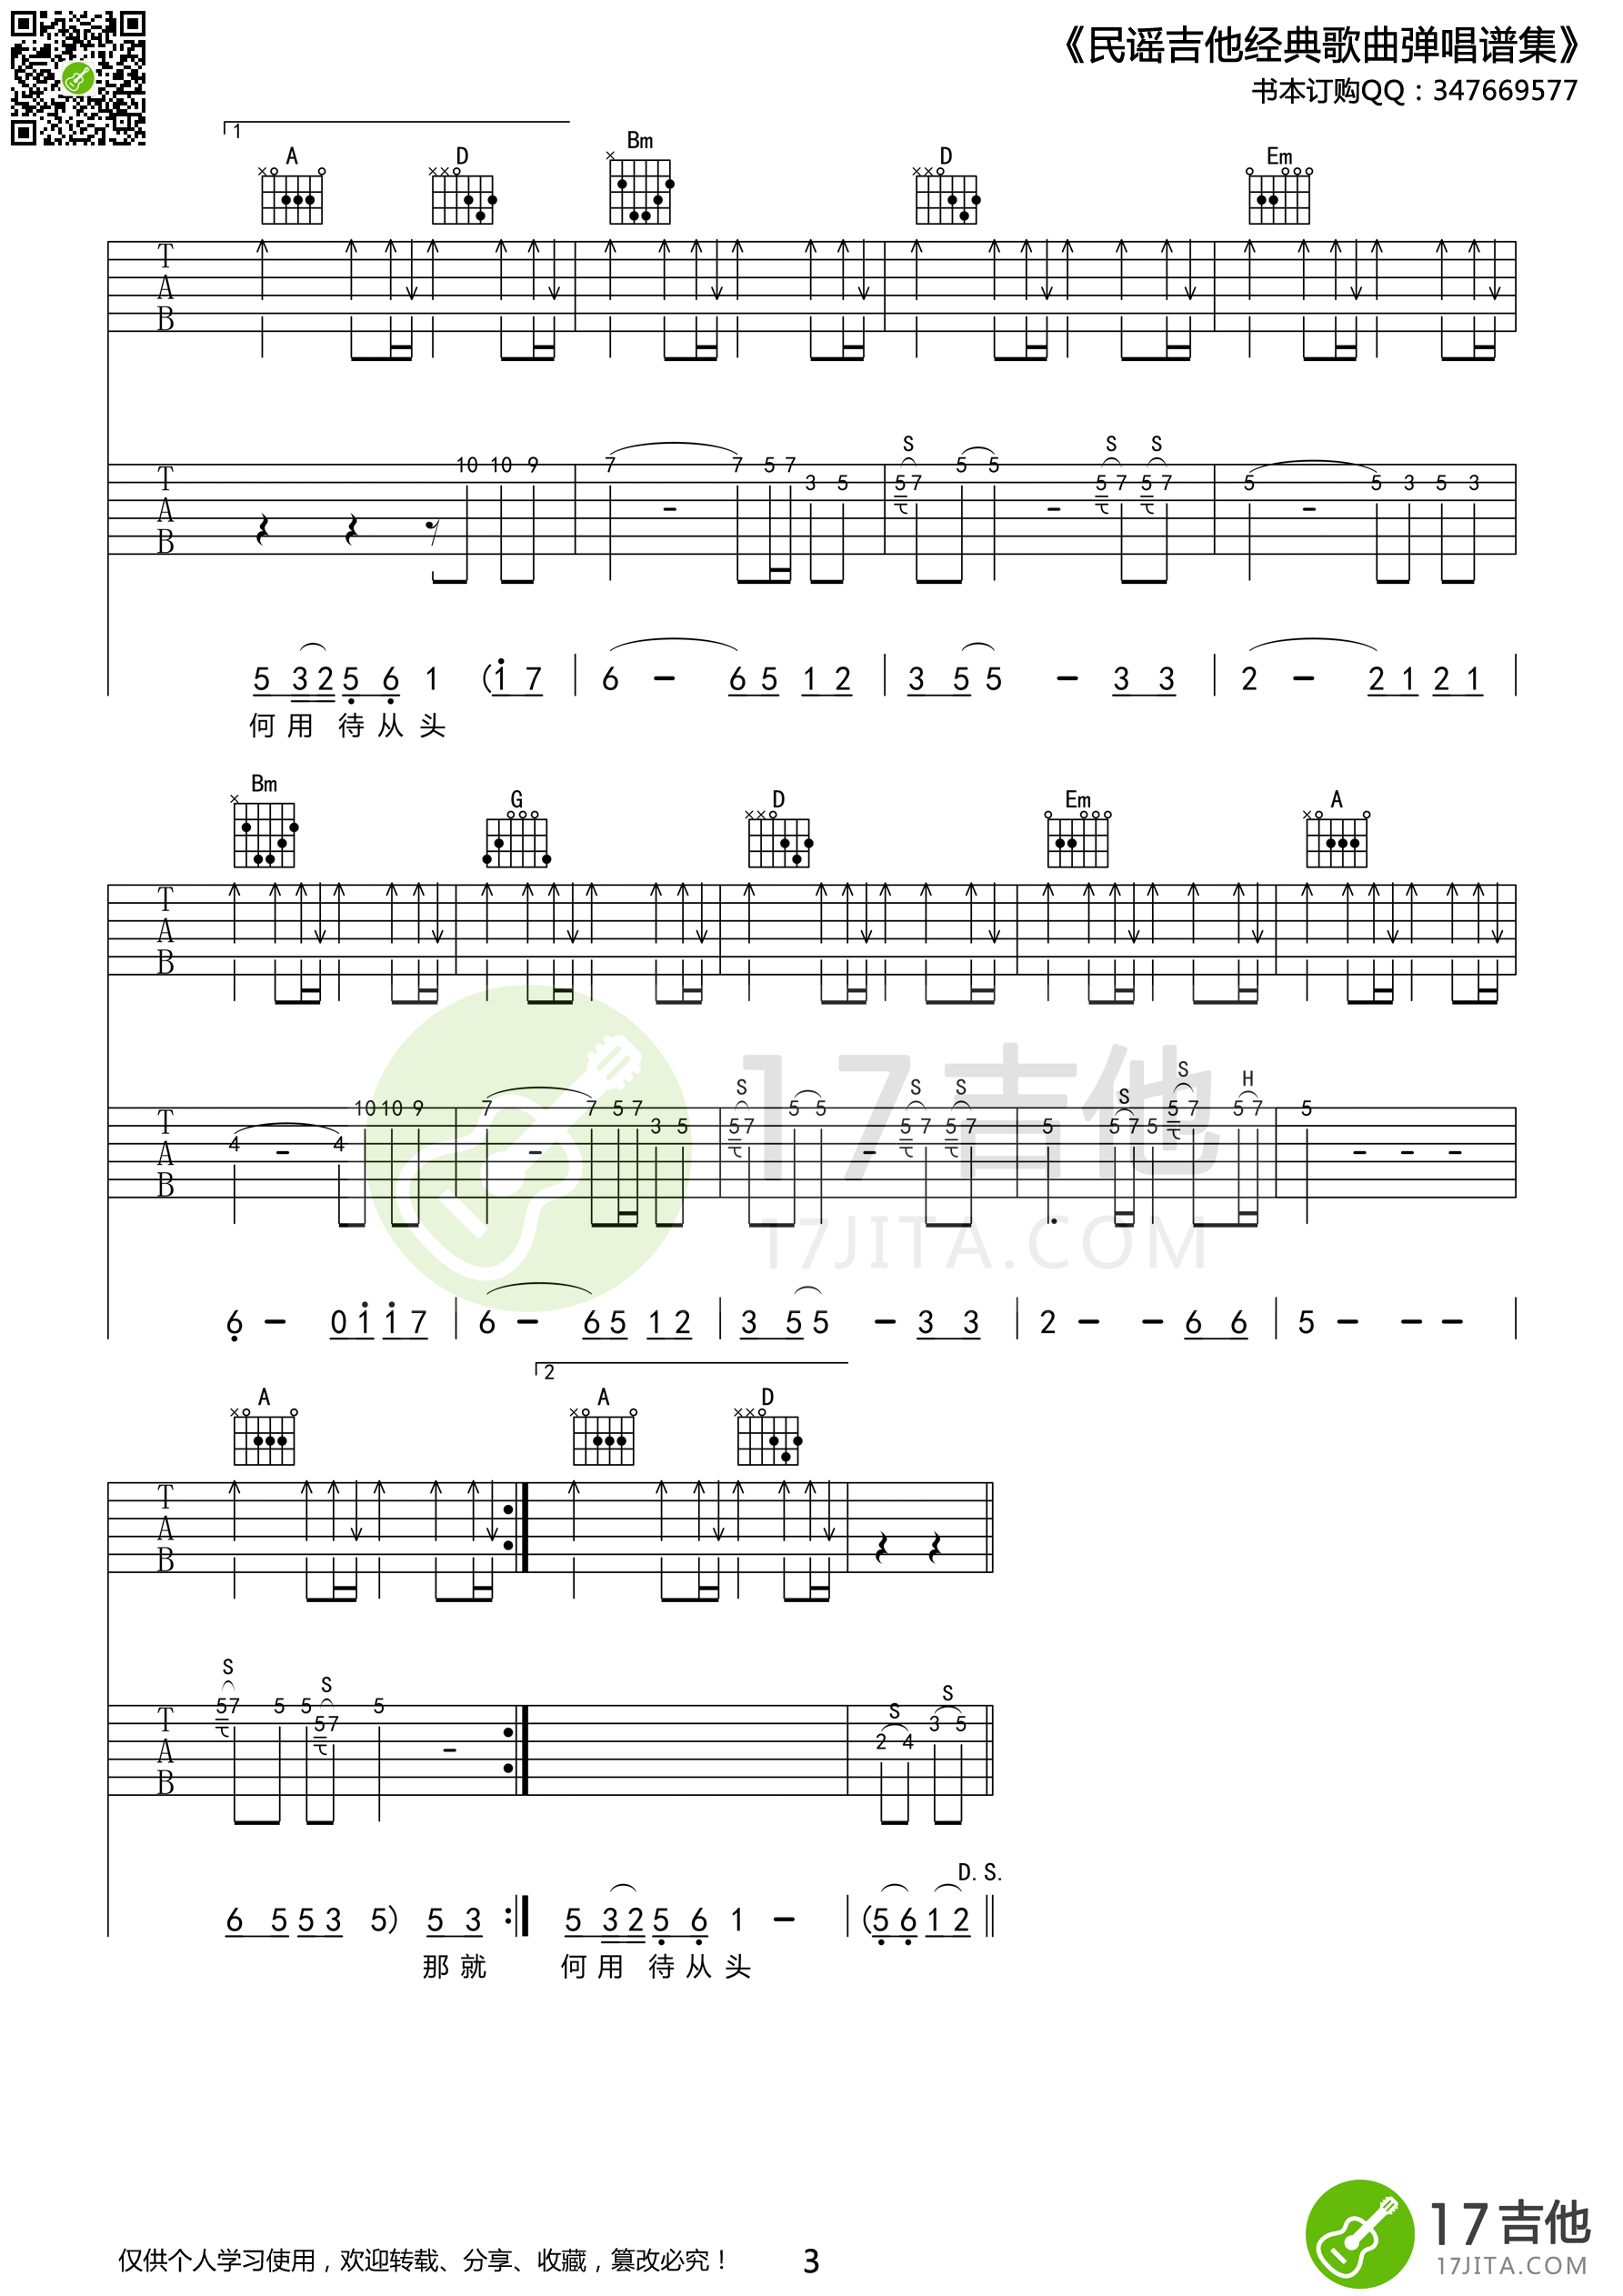 《民谣吉他经典歌曲弹唱谱集》
书本订购QQ：347669577
1
A D Bm D Em
T A B
10 10 9 7 7 5 7 3 5 S 5 7 5 5 S 5 7 S 5 7 5 5 3 5 3
T A B
5 3 2 5 6 1 (1 7 | 6 - 6 5 1 2 | 3 5 5 - 3 3 | 2 - 2 1 2 1 |
何用 待从头
Bm G D Em A
T A B
4 4 10 10 9 7 7 5 7 3 5 S 5 7 5 5 S 5 7 S 5 7 5 S 5 7 5 S 5 7 H 5 7 5
T A B
6 - 0 1 1 7 | 6 - 6 5 1 2 | 3 5 5 - 3 3 | 2 - - 6 6 | 5 - - - |
17吉他
17JITA.COM
2
A A D
T A B
S 5 7 5 5 S 5 7 5 S 2 4 S 3 5
T A B
D.S.
6 5 5 3 5) 5 3 :| 5 3 2 5 6 1 - | (5 6 1 2 ||
那就 何用 待从头
仅供个人学习使用，欢迎转载、分享、收藏，篡改必究！ 3
17吉他
17JITA.COM